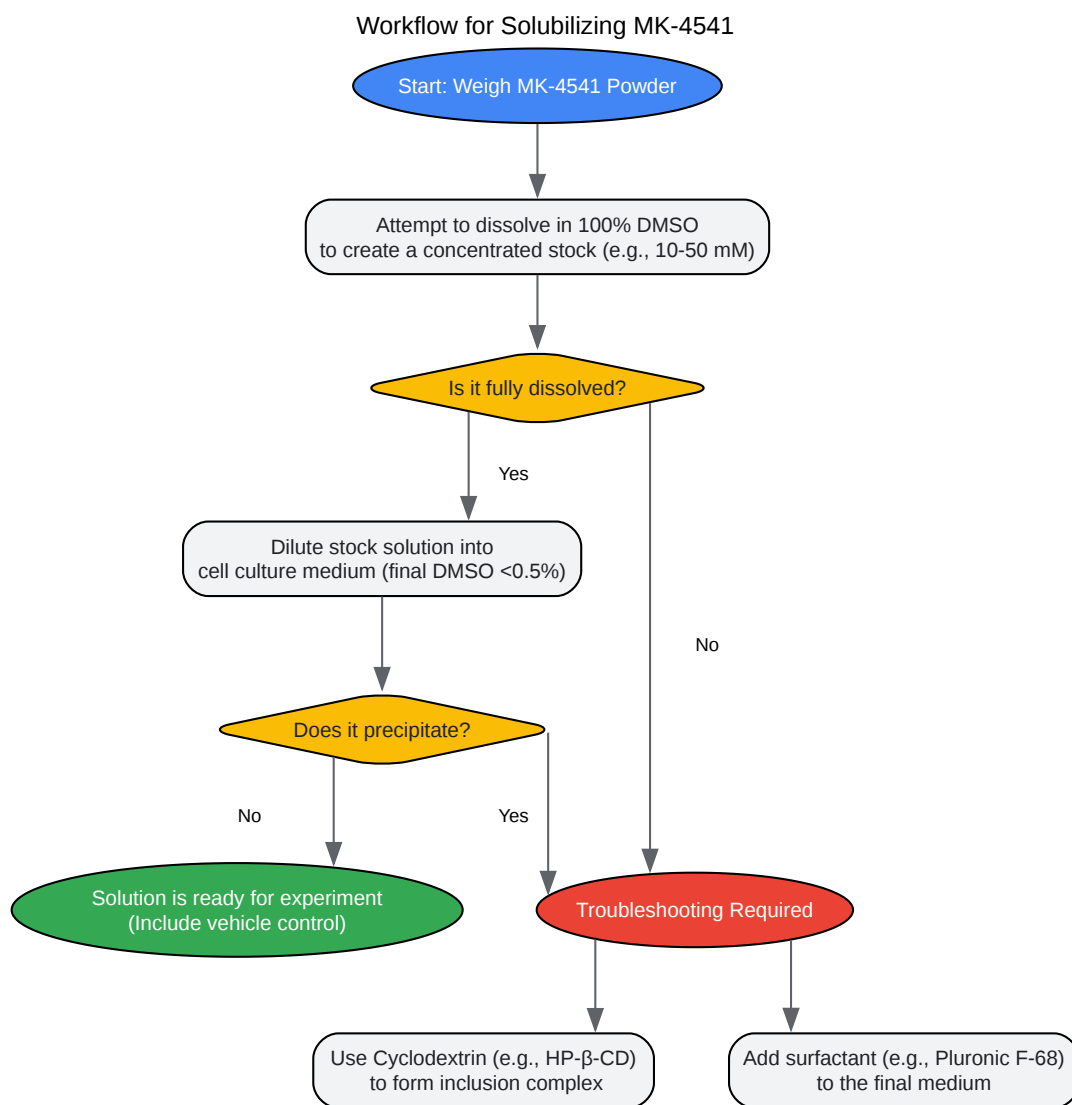 Workflow for Solubilizing MK-4541
Start: Weigh MK-4541 Powder
Attempt to dissolve in 100% DMSO
to create a concentrated stock (e.g., 10-50 mM)
Is it fully dissolved?
Yes
Dilute stock solution into
cell culture medium (final DMSO <0.5%)
No
Does it precipitate?
No
Yes
Solution is ready for experiment
(Include vehicle control)
Troubleshooting Required
Use Cyclodextrin (e.g., HP-β-CD)
to form inclusion complex
Add surfactant (e.g., Pluronic F-68)
to the final medium